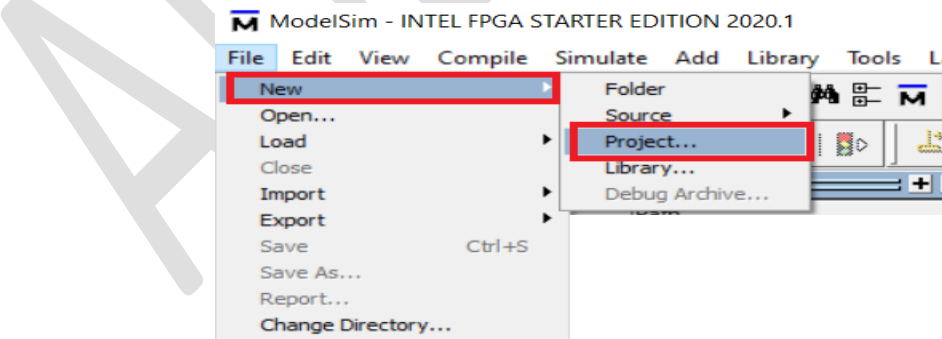 ModelSim - INTEL FPGA STARTER EDITION 2020.1
File Edit View Compile Simulate Add Library Tools
New
Open...
Load
Close
Import
Export
Save Ctrl+S
Save As...
Report...
Change Directory...
Folder
Source
Project...
Library...
Debug Archive...